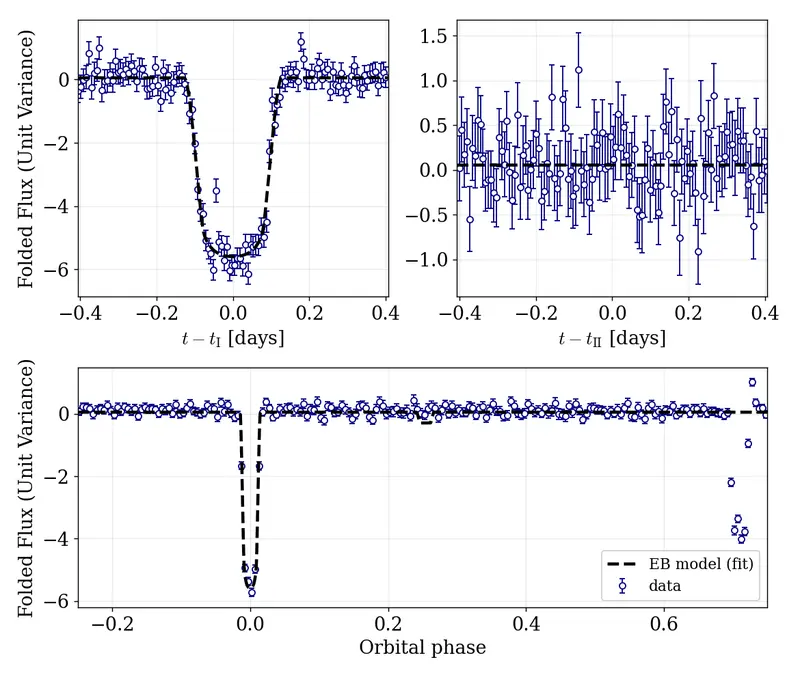 Folded Flux (Unit Variance)
0
−2
−4
−6
−0.4 −0.2 0.0 0.2 0.4
t − tI [days]
1.5
1.0
0.5
0.0
−0.5
−1.0
−0.4 −0.2 0.0 0.2 0.4
t − tII [days]
Folded Flux (Unit Variance)
0
−2
−4
−6
−0.2 0.0 0.2 0.4 0.6
Orbital phase
EB model (fit)
data